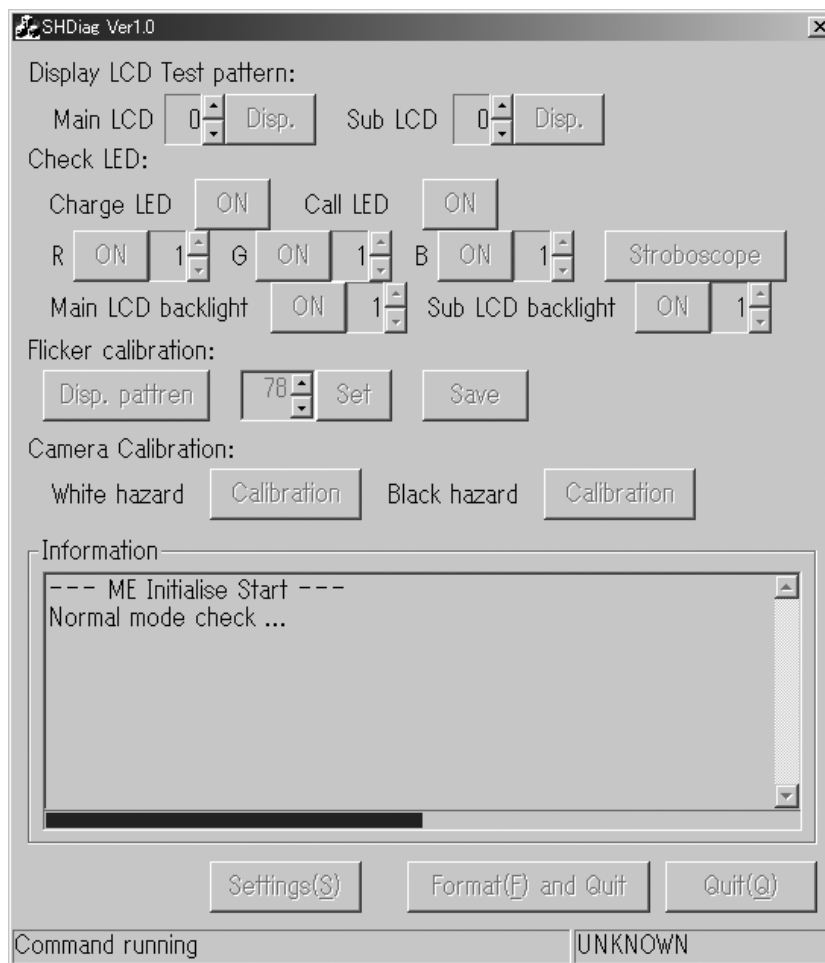 SHDiag Ver1.0
Display LCD Test pattern:
Main LCD 0 Disp. Sub LCD 0 Disp.
Check LED:
Charge LED ON Call LED ON
R ON 1 G ON 1 B ON 1 Stroboscope
Main LCD backlight ON 1 Sub LCD backlight ON 1
Flicker calibration:
Disp. pattren 78 Set Save
Camera Calibration:
White hazard Calibration Black hazard Calibration
Information
--- ME Initialise Start ---
Normal mode check ...
Settings(S) Format(F) and Quit Quit(Q)
Command running UNKNOWN